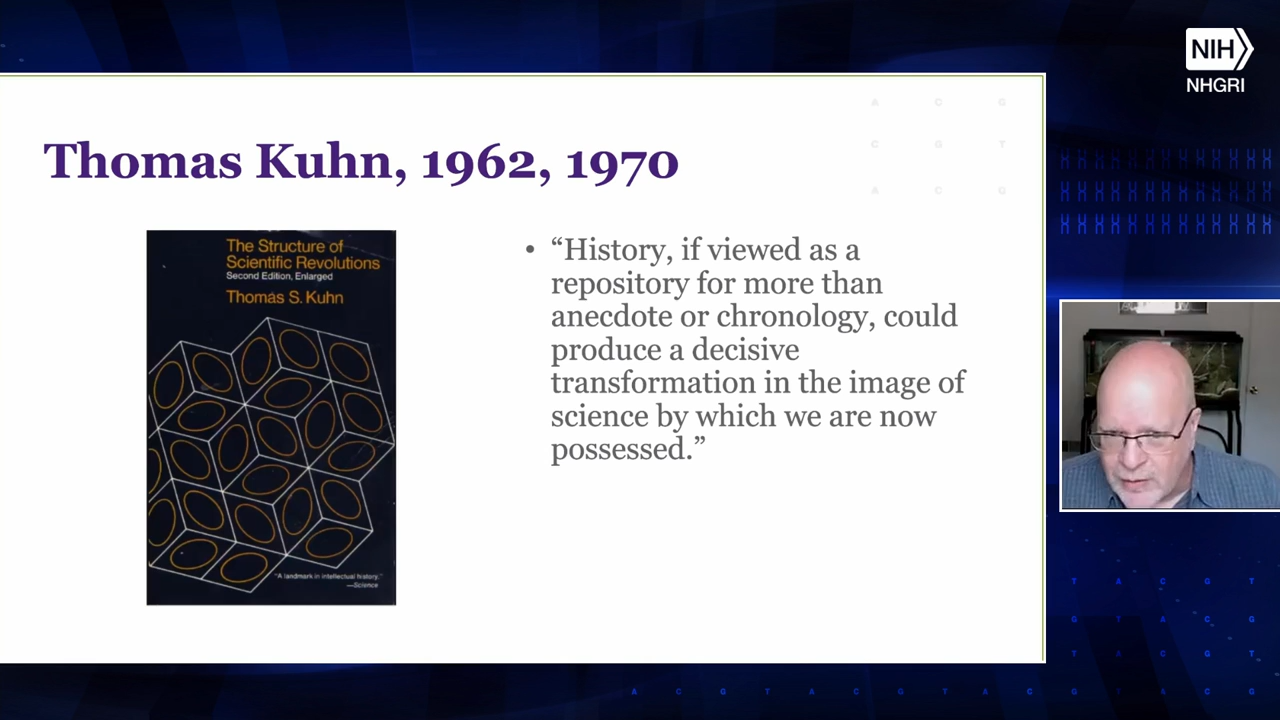 NIH
NHGRI
A C G
C G T
A C G
Thomas Kuhn, 1962, 1970
The Structure of
Scientific Revolutions
Second Edition, Enlarged
Thomas S. Kuhn
"A landmark in intellectual history."
—Science
• “History, if viewed as a
repository for more than
anecdote or chronology, could
produce a decisive
transformation in the image of
science by which we are now
possessed.”
T A C G T
G T A C G
T A C G T
A C G T A C G T A C G T A C G